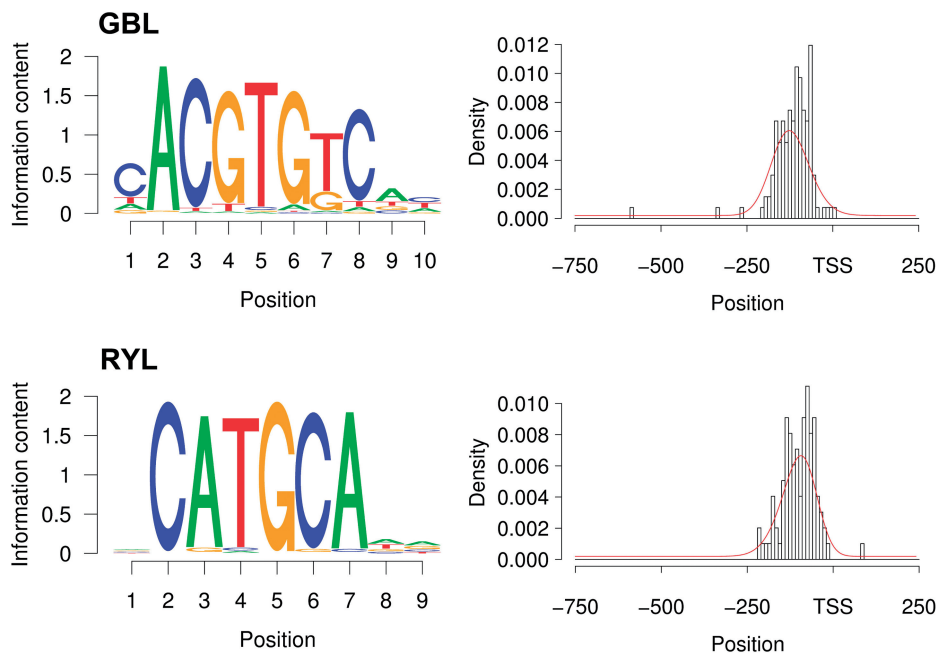 GBL
Information content
2
1.5
1
0.5
0
C A C G T G T C A C
G
1 2 3 4 5 6 7 8 9 10
Position
Density
0.012
0.010
0.008
0.006
0.004
0.002
0.000
−750 −500 −250 TSS 250
Position
RYL
Information content
2
1.5
1
0.5
0
C A T G C A A A
1 2 3 4 5 6 7 8 9
Position
Density
0.010
0.008
0.006
0.004
0.002
0.000
−750 −500 −250 TSS 250
Position